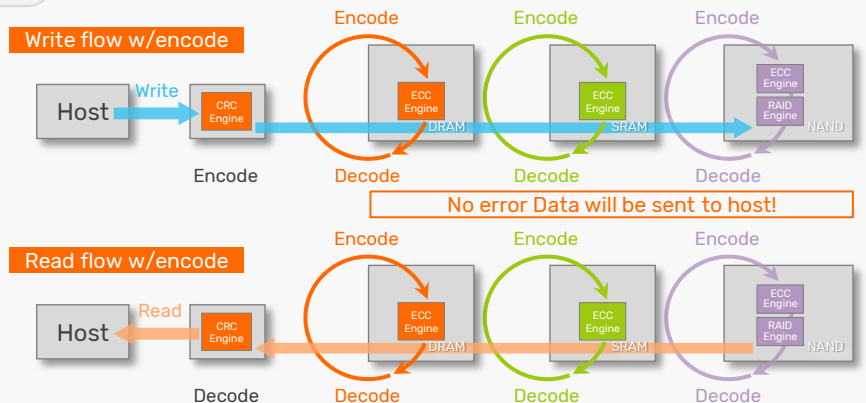 Encode
Encode
Encode
Write flow w/encode
Host
Write
CRC
Engine
ECC
Engine
DRAM
ECC
Engine
SRAM
ECC
Engine
RAID
Engine
NAND
Encode
Decode
Decode
Decode
No error Data will be sent to host!
Encode
Encode
Encode
Read flow w/encode
Host
Read
CRC
Engine
ECC
Engine
DRAM
ECC
Engine
SRAM
ECC
Engine
RAID
Engine
NAND
Decode
Decode
Decode
Decode